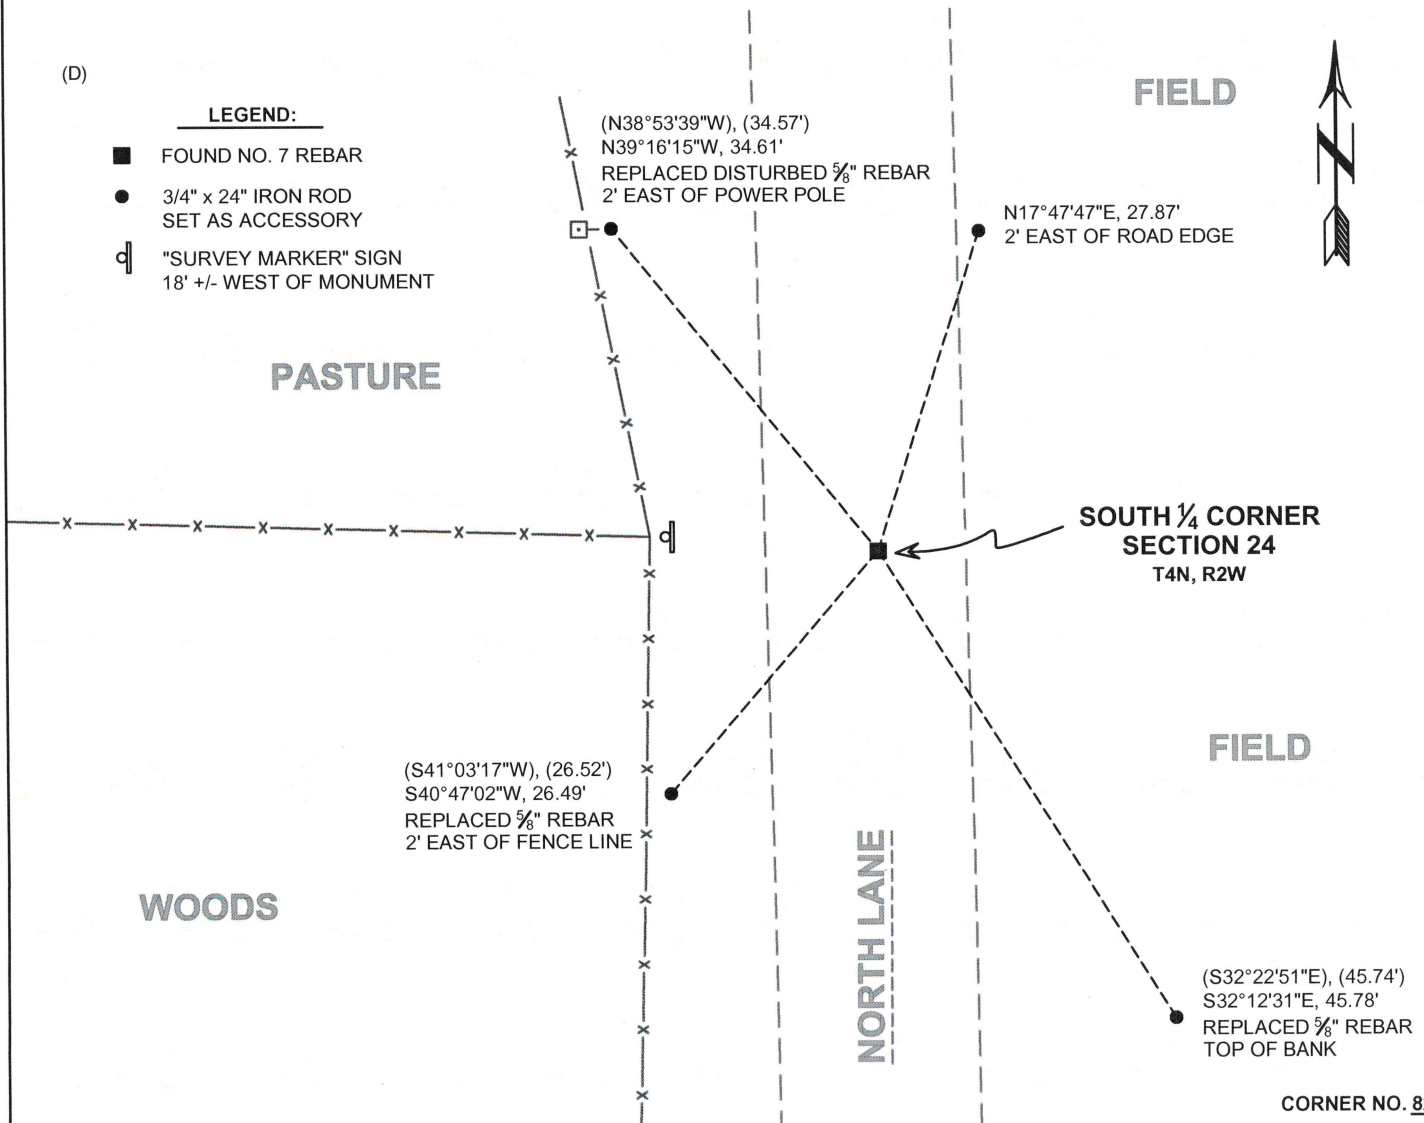 (D)
LEGEND:
FOUND NO. 7 REBAR
3/4" x 24" IRON ROD
SET AS ACCESSORY
"SURVEY MARKER" SIGN
18' +/- WEST OF MONUMENT
(N38°53'39"W), (34.57')
N39°16'15"W, 34.61'
REPLACED DISTURBED ⅝" REBAR
2' EAST OF POWER POLE
FIELD
N
N17°47'47"E, 27.87'
2' EAST OF ROAD EDGE
PASTURE
SOUTH ¼ CORNER
SECTION 24
T4N, R2W
(S41°03'17"W), (26.52')
S40°47'02"W, 26.49'
REPLACED ⅝" REBAR
2' EAST OF FENCE LINE
FIELD
WOODS
NORTH LANE
(S32°22'51"E), (45.74')
S32°12'31"E, 45.78'
REPLACED ⅝" REBAR
TOP OF BANK
CORNER NO.